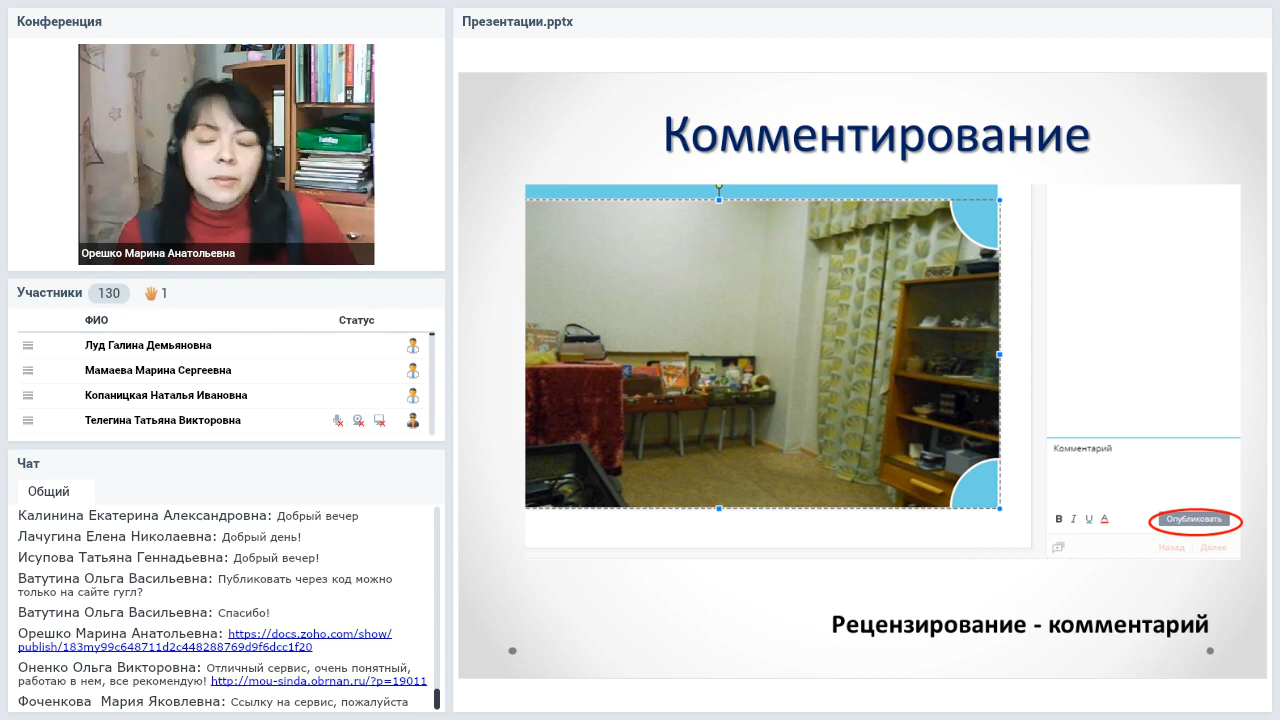 Конференция
Орешко Марина Анатольевна
Участники 130 1
ФИО Статус
Луд Галина Демьяновна
Мамаева Марина Сергеевна
Копаницкая Наталья Ивановна
Телегина Татьяна Викторовна
Чат
Общий
Калинина Екатерина Александровна: Добрый вечер
Лачугина Елена Николаевна: Добрый день!
Исупова Татьяна Геннадьевна: Добрый вечер!
Ватутина Ольга Васильевна: Публиковать через код можно
только на сайте гугл?
Ватутина Ольга Васильевна: Спасибо!
Орешко Марина Анатольевна: https://docs.zoho.com/show/
publish/183my99c648711d2c448288769d9f6dcc1f20
Оненко Ольга Викторовна: Отличный сервис, очень понятный,
работаю в нем, все рекомендую! http://mou-sinda.obrnan.ru/?p=19011
Фоченкова Мария Яковлевна: Ссылку на сервис, пожалуйста
Презентации.pptx
Комментирование
Комментарий
B I U A Опубликовать
Назад | Далее
Рецензирование - комментарий